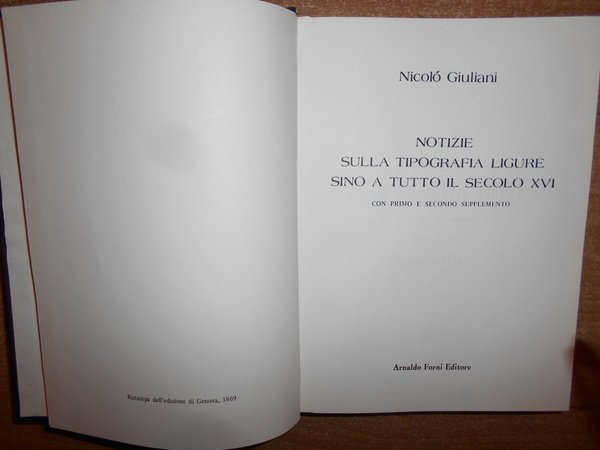 Ristampa dell'edizione di Genova, 1869
Nicoló Giuliani
NOTIZIE
SULLA TIPOGRAFIA LIGURE
SINO A TUTTO IL SECOLO XVI
CON PRIMO E SECONDO SUPPLEMENTO
Arnaldo Forni Editore